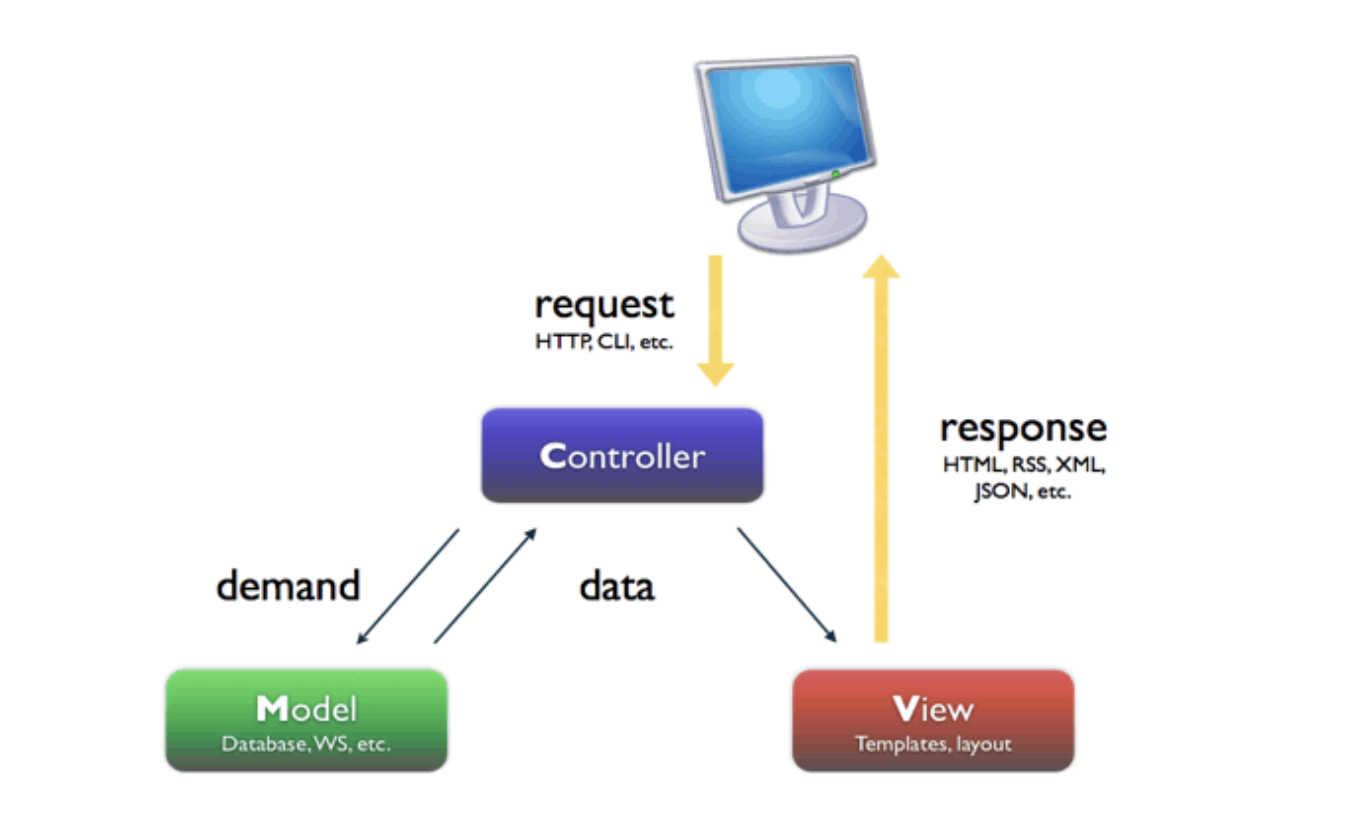 request
HTTP, CLI, etc.
Controller
response
HTML, RSS, XML,
JSON, etc.
demand
data
Model
Database, WS, etc.
View
Templates, layout